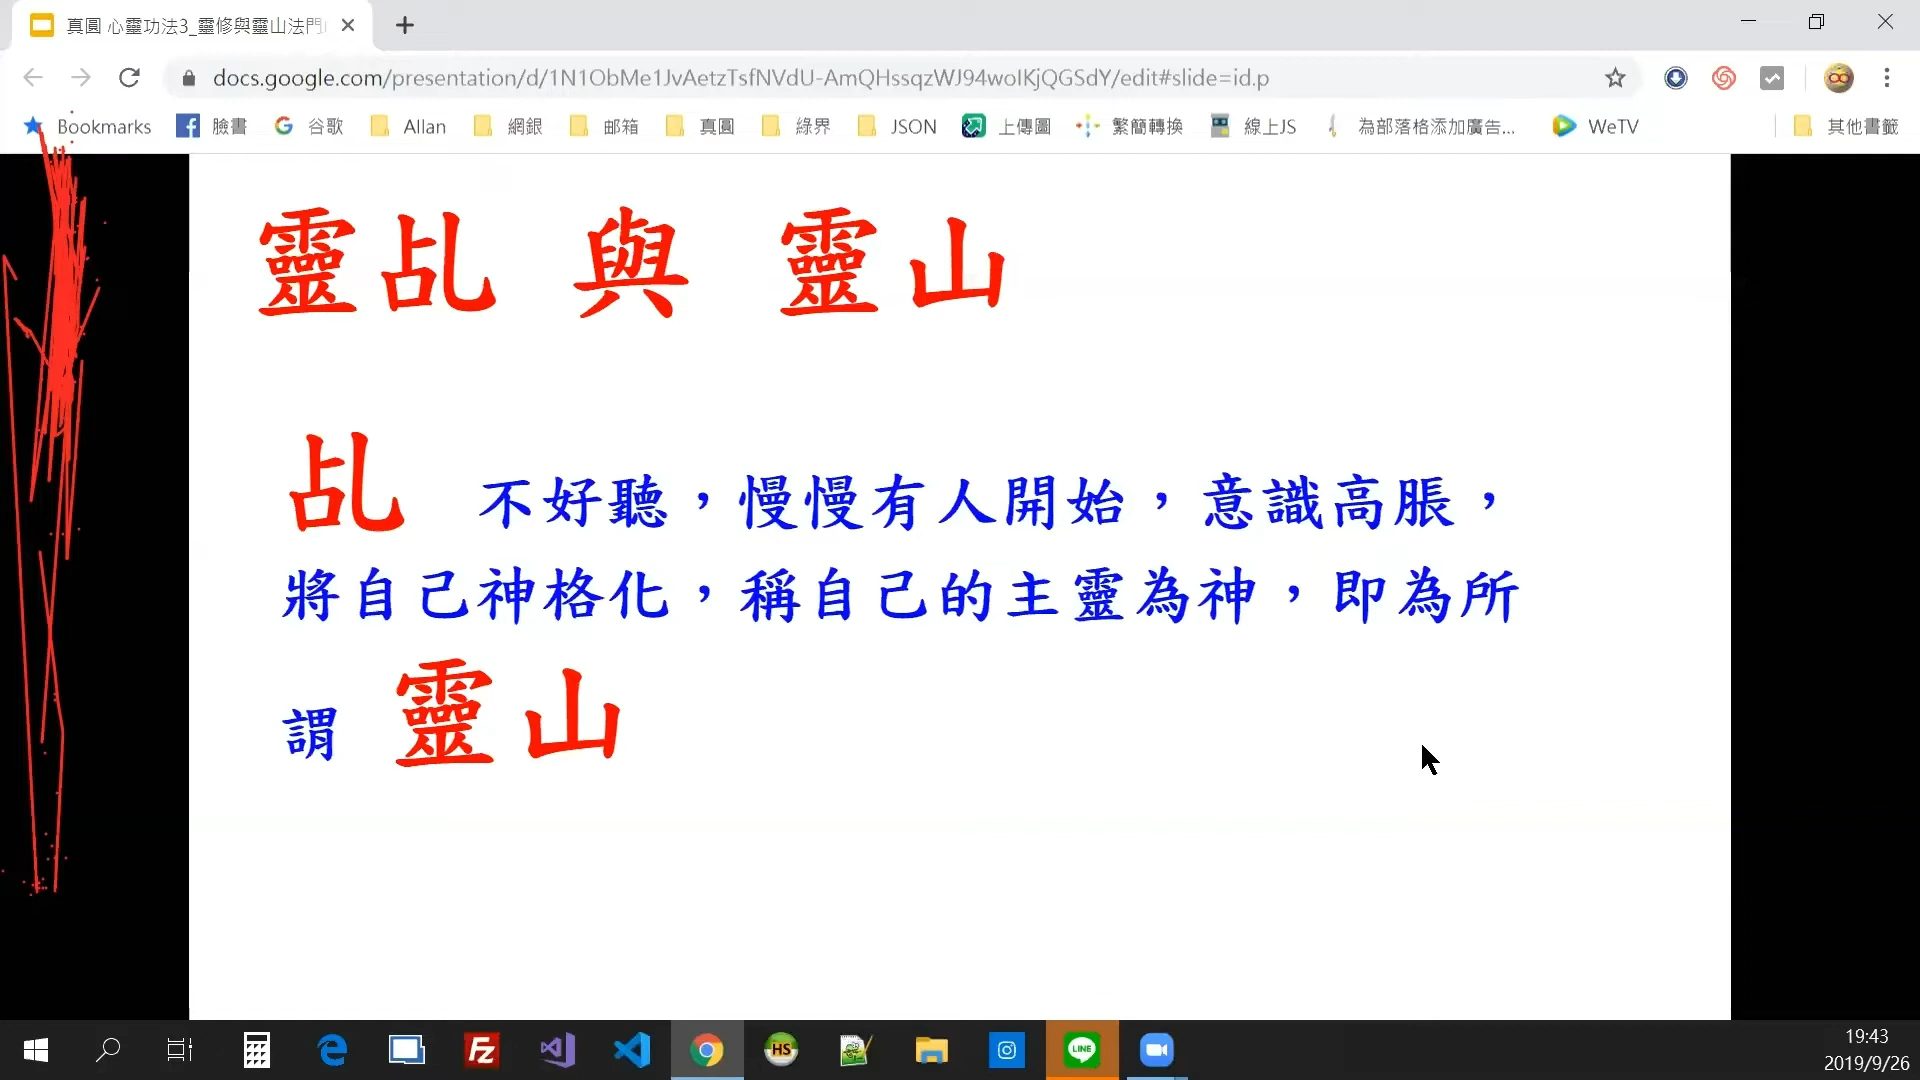 真圓 心靈功法3_靈修與靈山法門
docs.google.com/presentation/d/1N1ObMe1JvAetzTsfNVdU-AmQHssqzWJ94woIKjQGSdY/edit#slide=id.p
Bookmarks 臉書 谷歌 Allan 網銀 邮箱 真圓 綠界 JSON 上傳圖 繁簡轉換 線上JS 為部落格添加廣告... WeTV 其他書籤
靈乩 與 靈山
乩 不好聽，慢慢有人開始，意識高脹，
將自己神格化，稱自己的主靈為神，即為所
謂 靈山
19:43
2019/9/26